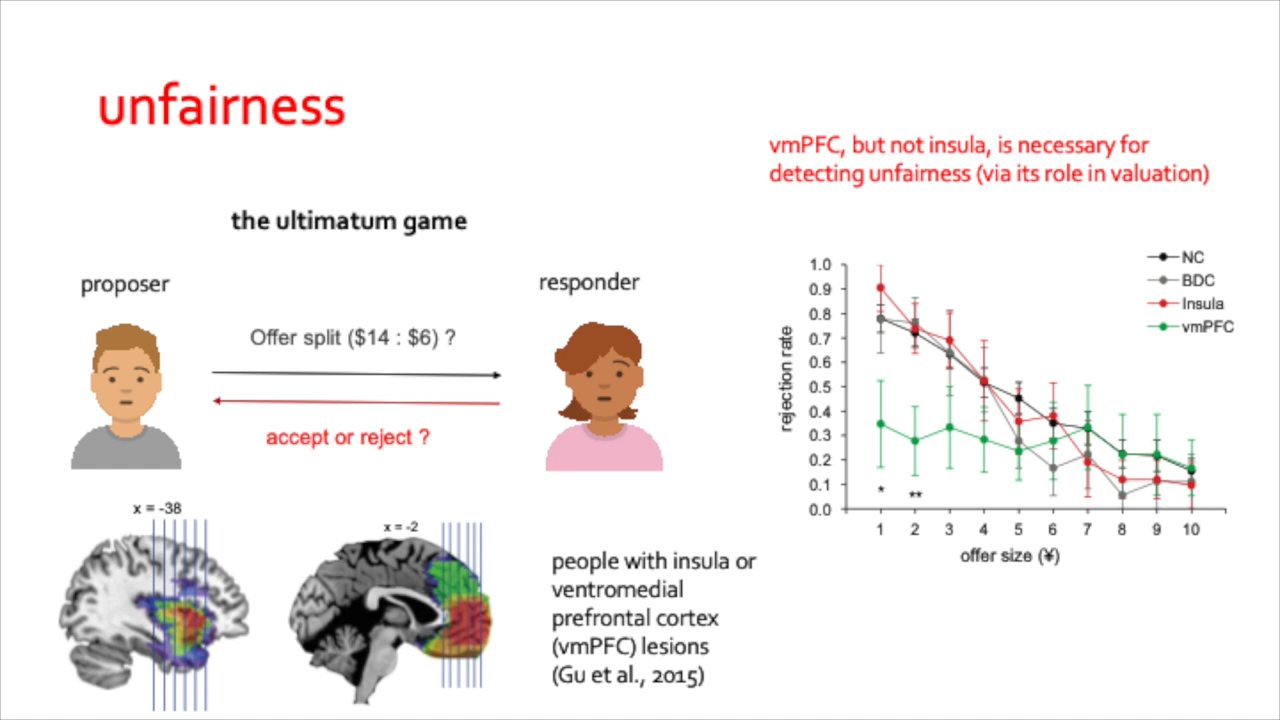 unfairness
vmPFC, but not insula, is necessary for
detecting unfairness (via its role in valuation)
the ultimatum game
proposer
responder
Offer split ($14 : $6) ?
accept or reject ?
x = -38
x = -2
people with insula or
ventromedial
prefrontal cortex
(vmPFC) lesions
(Gu et al., 2015)
NC
BDC
Insula
vmPFC
rejection rate
1.0
0.9
0.8
0.7
0.6
0.5
0.4
0.3
0.2
0.1
0.0
* **
1 2 3 4 5 6 7 8 9 10
offer size (¥)